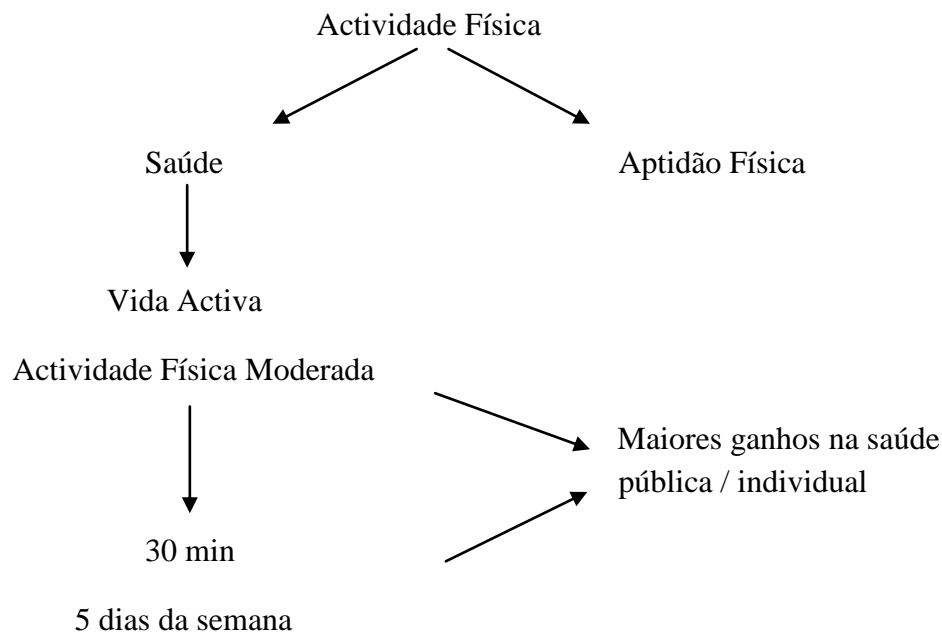 Actividade Física
Saúde
Aptidão Física
Vida Activa
Actividade Física Moderada
Maiores ganhos na saúde
pública / individual
30 min
5 dias da semana